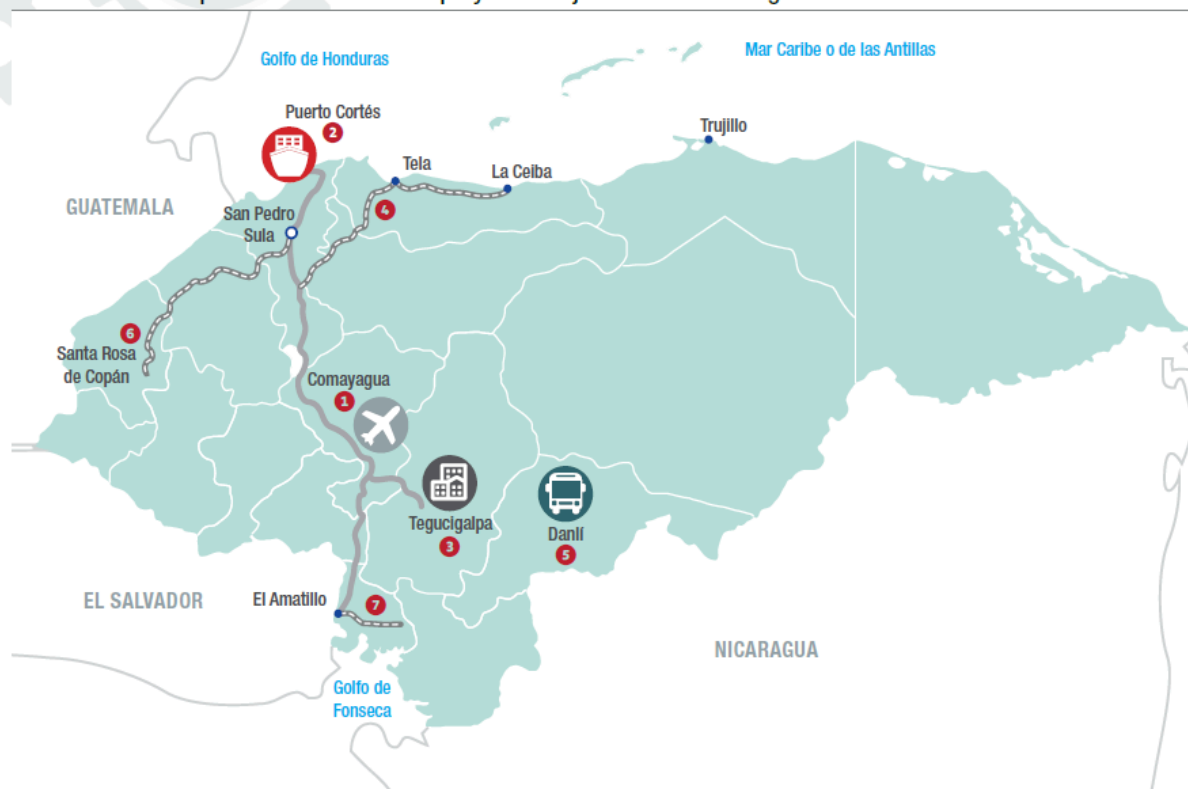 Golfo de Honduras
Mar Caribe o de las Antillas
Puerto Cortés
2
Trujillo
Tela
La Ceiba
GUATEMALA
4
San Pedro
Sula
6
Santa Rosa
de Copán
Comayagua
1
Tegucigalpa
3
Danlí
5
EL SALVADOR
El Amatillo
7
NICARAGUA
Golfo de
Fonseca